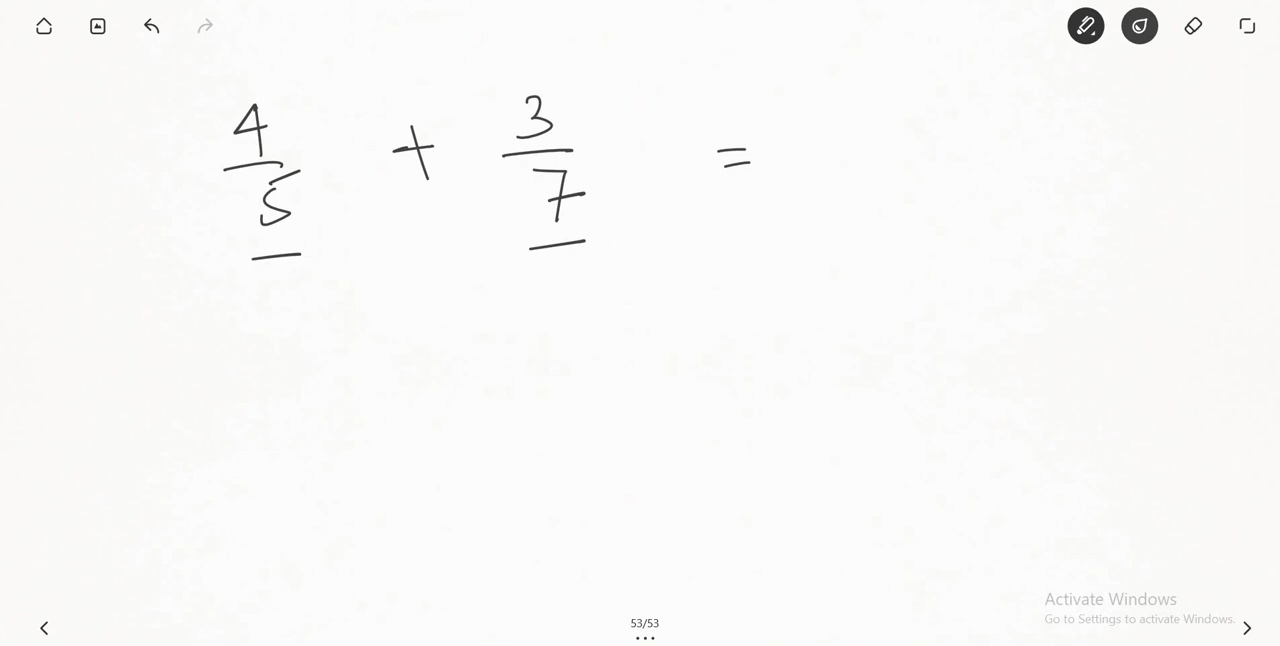 4/5 + 3/7 =
Activate Windows
Go to Settings to activate Windows.
53/53